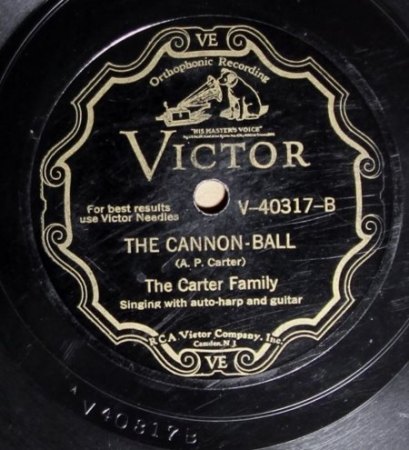 VE
Orthophonic Recording
"HIS MASTER'S VOICE"
VICTOR
For best results
use Victor Needles
V-40317-B
THE CANNON-BALL
(A. P. Carter)
The Carter Family
Singing with auto-harp and guitar
RCA Victor Company, Inc.
Camden, N.J.
VE
V40317B